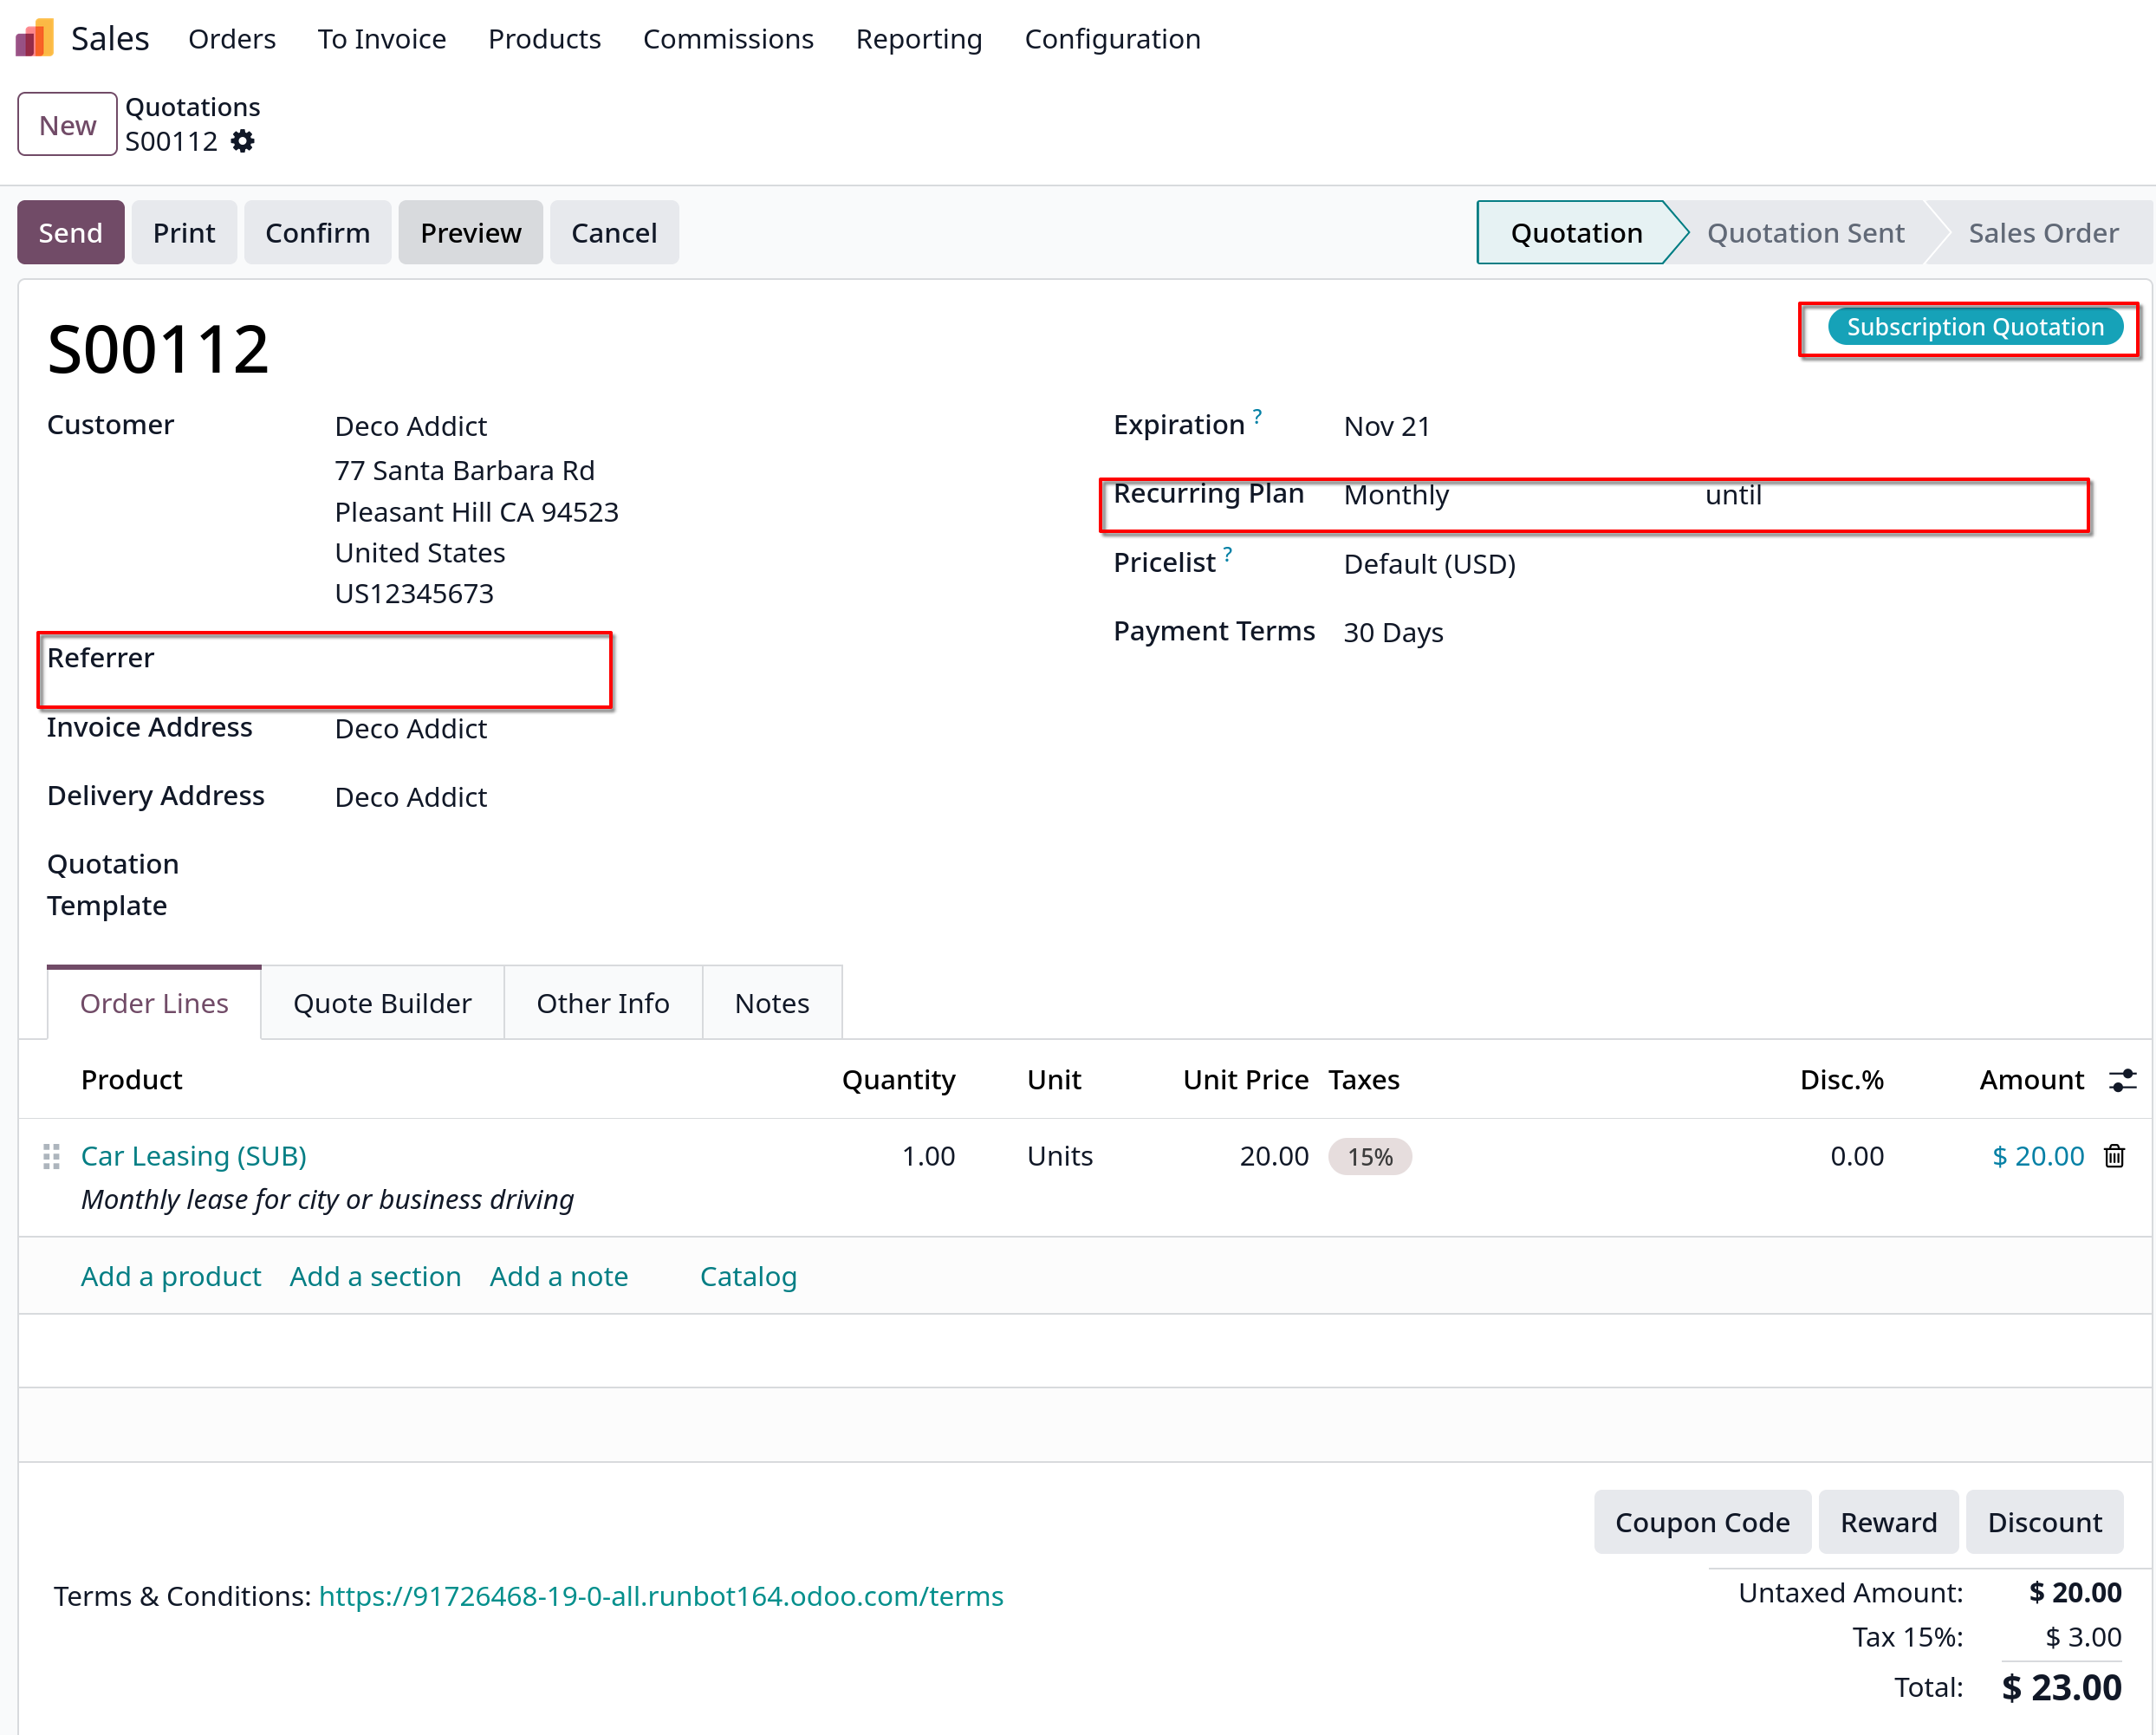 Sales Orders To Invoice Products Commissions Reporting Configuration
New Quotations
S00112
Send Print Confirm Preview Cancel Quotation Quotation Sent Sales Order
Subscription Quotation
S00112
Customer Deco Addict
77 Santa Barbara Rd
Pleasant Hill CA 94523
United States
US12345673
Referrer
Invoice Address Deco Addict
Delivery Address Deco Addict
Quotation
Template
Expiration ? Nov 21
Recurring Plan Monthly until
Pricelist ? Default (USD)
Payment Terms 30 Days
Order Lines Quote Builder Other Info Notes
Product Quantity Unit Unit Price Taxes Disc.% Amount
Car Leasing (SUB) 1.00 Units 20.00 15% 0.00 $ 20.00
Monthly lease for city or business driving
Add a product Add a section Add a note Catalog
Coupon Code Reward Discount
Terms & Conditions: https://91726468-19-0-all.runbot164.odoo.com/terms
Untaxed Amount: $ 20.00
Tax 15%: $ 3.00
Total: $ 23.00